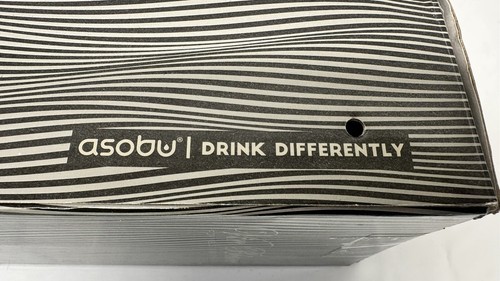 asobu® | DRINK DIFFERENTLY